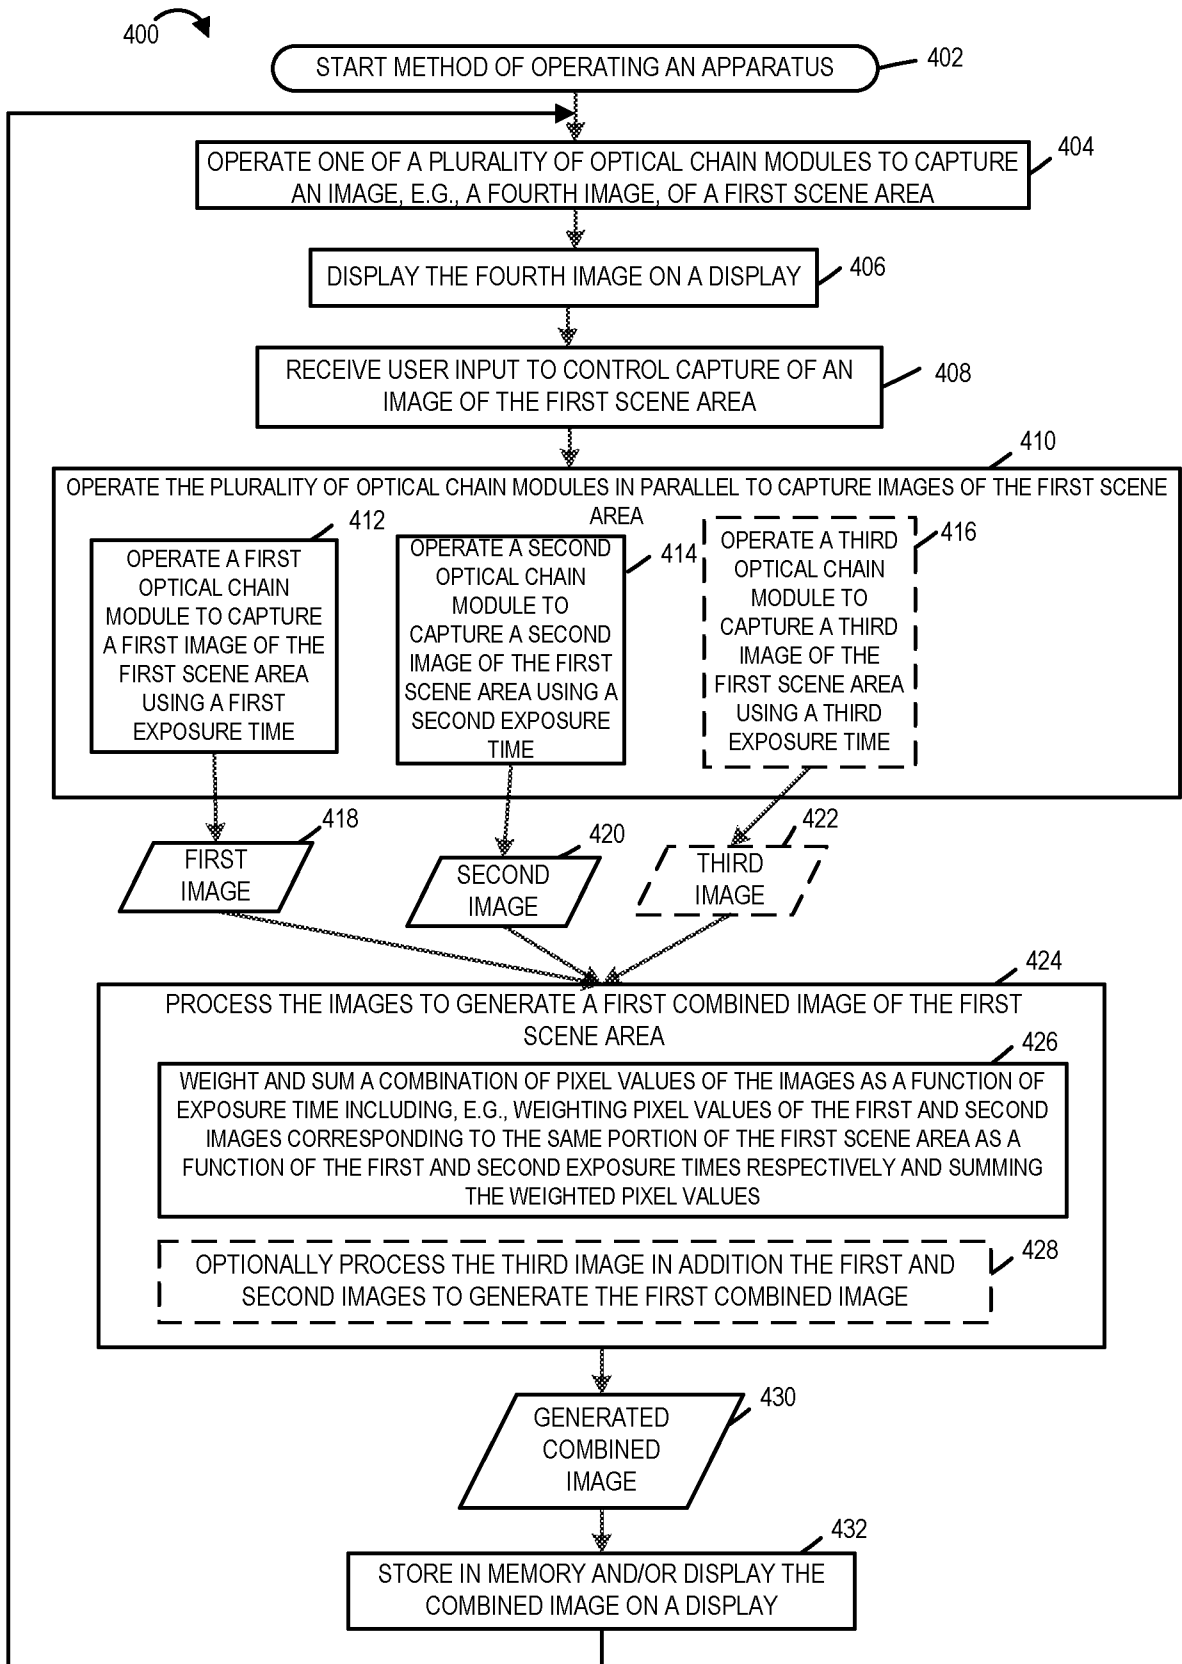 400
START METHOD OF OPERATING AN APPARATUS
402
OPERATE ONE OF A PLURALITY OF OPTICAL CHAIN MODULES TO CAPTURE
AN IMAGE, E.G., A FOURTH IMAGE, OF A FIRST SCENE AREA
404
DISPLAY THE FOURTH IMAGE ON A DISPLAY
406
RECEIVE USER INPUT TO CONTROL CAPTURE OF AN
IMAGE OF THE FIRST SCENE AREA
408
410
OPERATE THE PLURALITY OF OPTICAL CHAIN MODULES IN PARALLEL TO CAPTURE IMAGES OF THE FIRST SCENE
AREA
412
OPERATE A FIRST
OPTICAL CHAIN
MODULE TO CAPTURE
A FIRST IMAGE OF THE
FIRST SCENE AREA
USING A FIRST
EXPOSURE TIME
414
OPERATE A SECOND
OPTICAL CHAIN
MODULE TO
CAPTURE A SECOND
IMAGE OF THE FIRST
SCENE AREA USING A
SECOND EXPOSURE
TIME
416
OPERATE A THIRD
OPTICAL CHAIN
MODULE TO
CAPTURE A THIRD
IMAGE OF THE
FIRST SCENE AREA
USING A THIRD
EXPOSURE TIME
418
FIRST
IMAGE
420
SECOND
IMAGE
422
THIRD
IMAGE
424
PROCESS THE IMAGES TO GENERATE A FIRST COMBINED IMAGE OF THE FIRST
SCENE AREA
426
WEIGHT AND SUM A COMBINATION OF PIXEL VALUES OF THE IMAGES AS A FUNCTION OF
EXPOSURE TIME INCLUDING, E.G., WEIGHTING PIXEL VALUES OF THE FIRST AND SECOND
IMAGES CORRESPONDING TO THE SAME PORTION OF THE FIRST SCENE AREA AS A
FUNCTION OF THE FIRST AND SECOND EXPOSURE TIMES RESPECTIVELY AND SUMMING
THE WEIGHTED PIXEL VALUES
428
OPTIONALLY PROCESS THE THIRD IMAGE IN ADDITION THE FIRST AND
SECOND IMAGES TO GENERATE THE FIRST COMBINED IMAGE
430
GENERATED
COMBINED
IMAGE
432
STORE IN MEMORY AND/OR DISPLAY THE
COMBINED IMAGE ON A DISPLAY